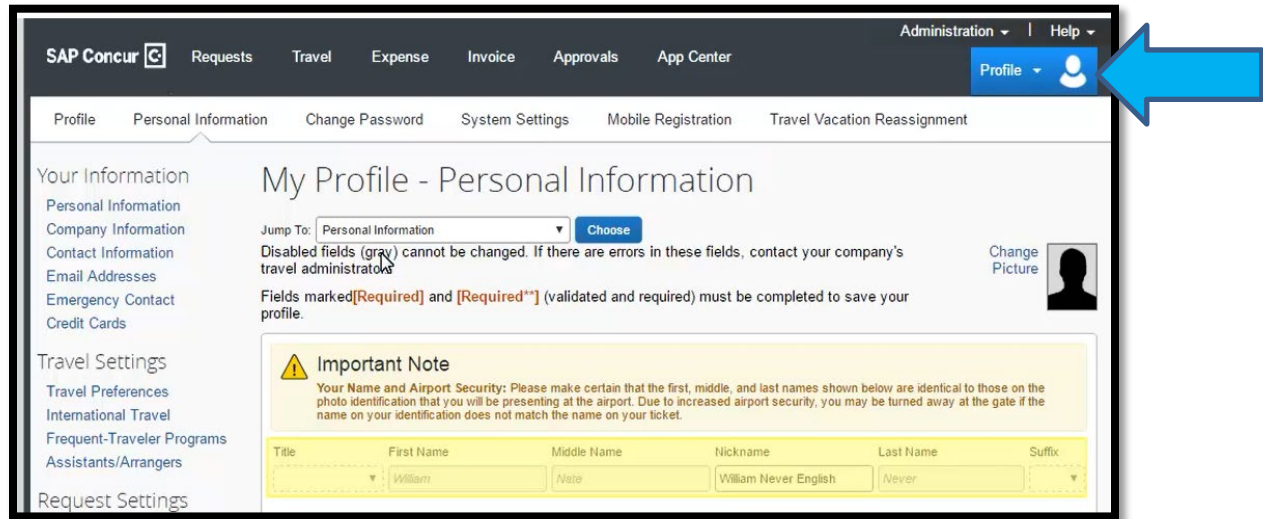 Administration | Help
SAP Concur C Requests Travel Expense Invoice Approvals App Center
Profile
Profile Personal Information Change Password System Settings Mobile Registration Travel Vacation Reassignment
Your Information
Personal Information
Company Information
Contact Information
Email Addresses
Emergency Contact
Credit Cards
Travel Settings
Travel Preferences
International Travel
Frequent-Traveler Programs
Assistants/Arrangers
Request Settings
My Profile - Personal Information
Jump To: Personal Information Choose
Disabled fields (gray) cannot be changed. If there are errors in these fields, contact your company's
travel administrator.
Fields marked[Required] and [Required**] (validated and required) must be completed to save your
profile.
Change
Picture
Important Note
Your Name and Airport Security: Please make certain that the first, middle, and last names shown below are identical to those on the
photo identification that you will be presenting at the airport. Due to increased airport security, you may be turned away at the gate if the
name on your identification does not match the name on your ticket.
Title First Name Middle Name Nickname Last Name Suffix
William Nate William Never English Never